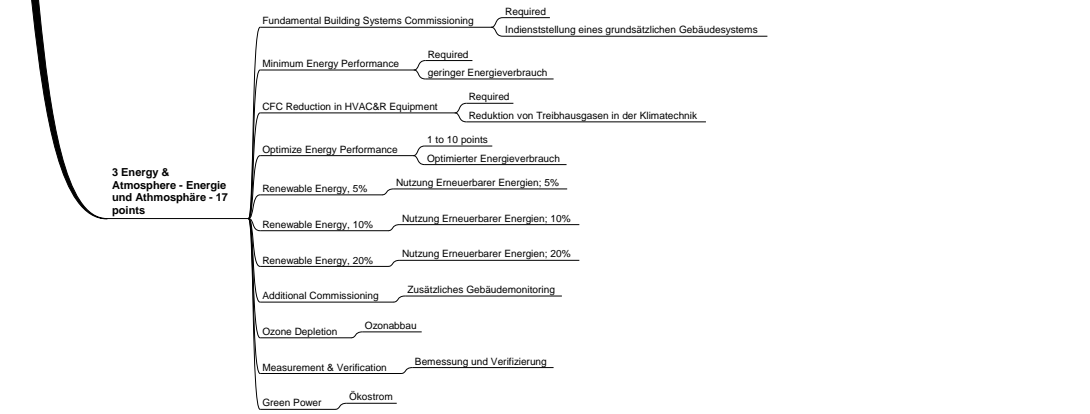 3 Energy &
Atmosphere - Energie
und Athmosphäre - 17
points
Fundamental Building Systems Commissioning
Required
Indienststellung eines grundsätzlichen Gebäudesystems
Minimum Energy Performance
Required
geringer Energieverbrauch
CFC Reduction in HVAC&R Equipment
Required
Reduktion von Treibhausgasen in der Klimatechnik
Optimize Energy Performance
1 to 10 points
Optimierter Energieverbrauch
Renewable Energy, 5%
Nutzung Erneuerbarer Energien; 5%
Renewable Energy, 10%
Nutzung Erneuerbarer Energien; 10%
Renewable Energy, 20%
Nutzung Erneuerbarer Energien; 20%
Additional Commissioning
Zusätzliches Gebäudemonitoring
Ozone Depletion
Ozonabbau
Measurement & Verification
Bemessung und Verifizierung
Green Power
Ökostrom